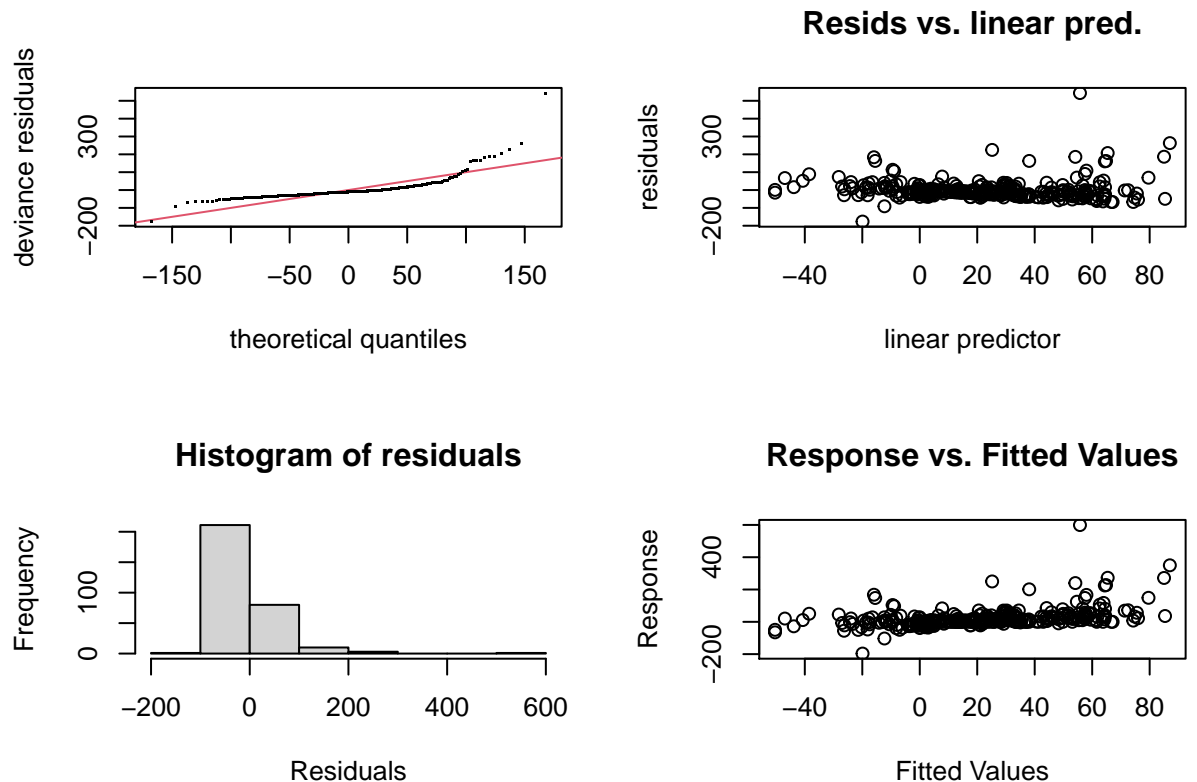 deviance residuals
300
−200
−150
−50
0
50
150
theoretical quantiles
Resids vs. linear pred.
residuals
300
−200
−40
0
20
40
60
80
linear predictor
Histogram of residuals
Frequency
100
0
−200
0
200
400
600
Residuals
Response vs. Fitted Values
Response
400
−200
−40
0
20
40
60
80
Fitted Values